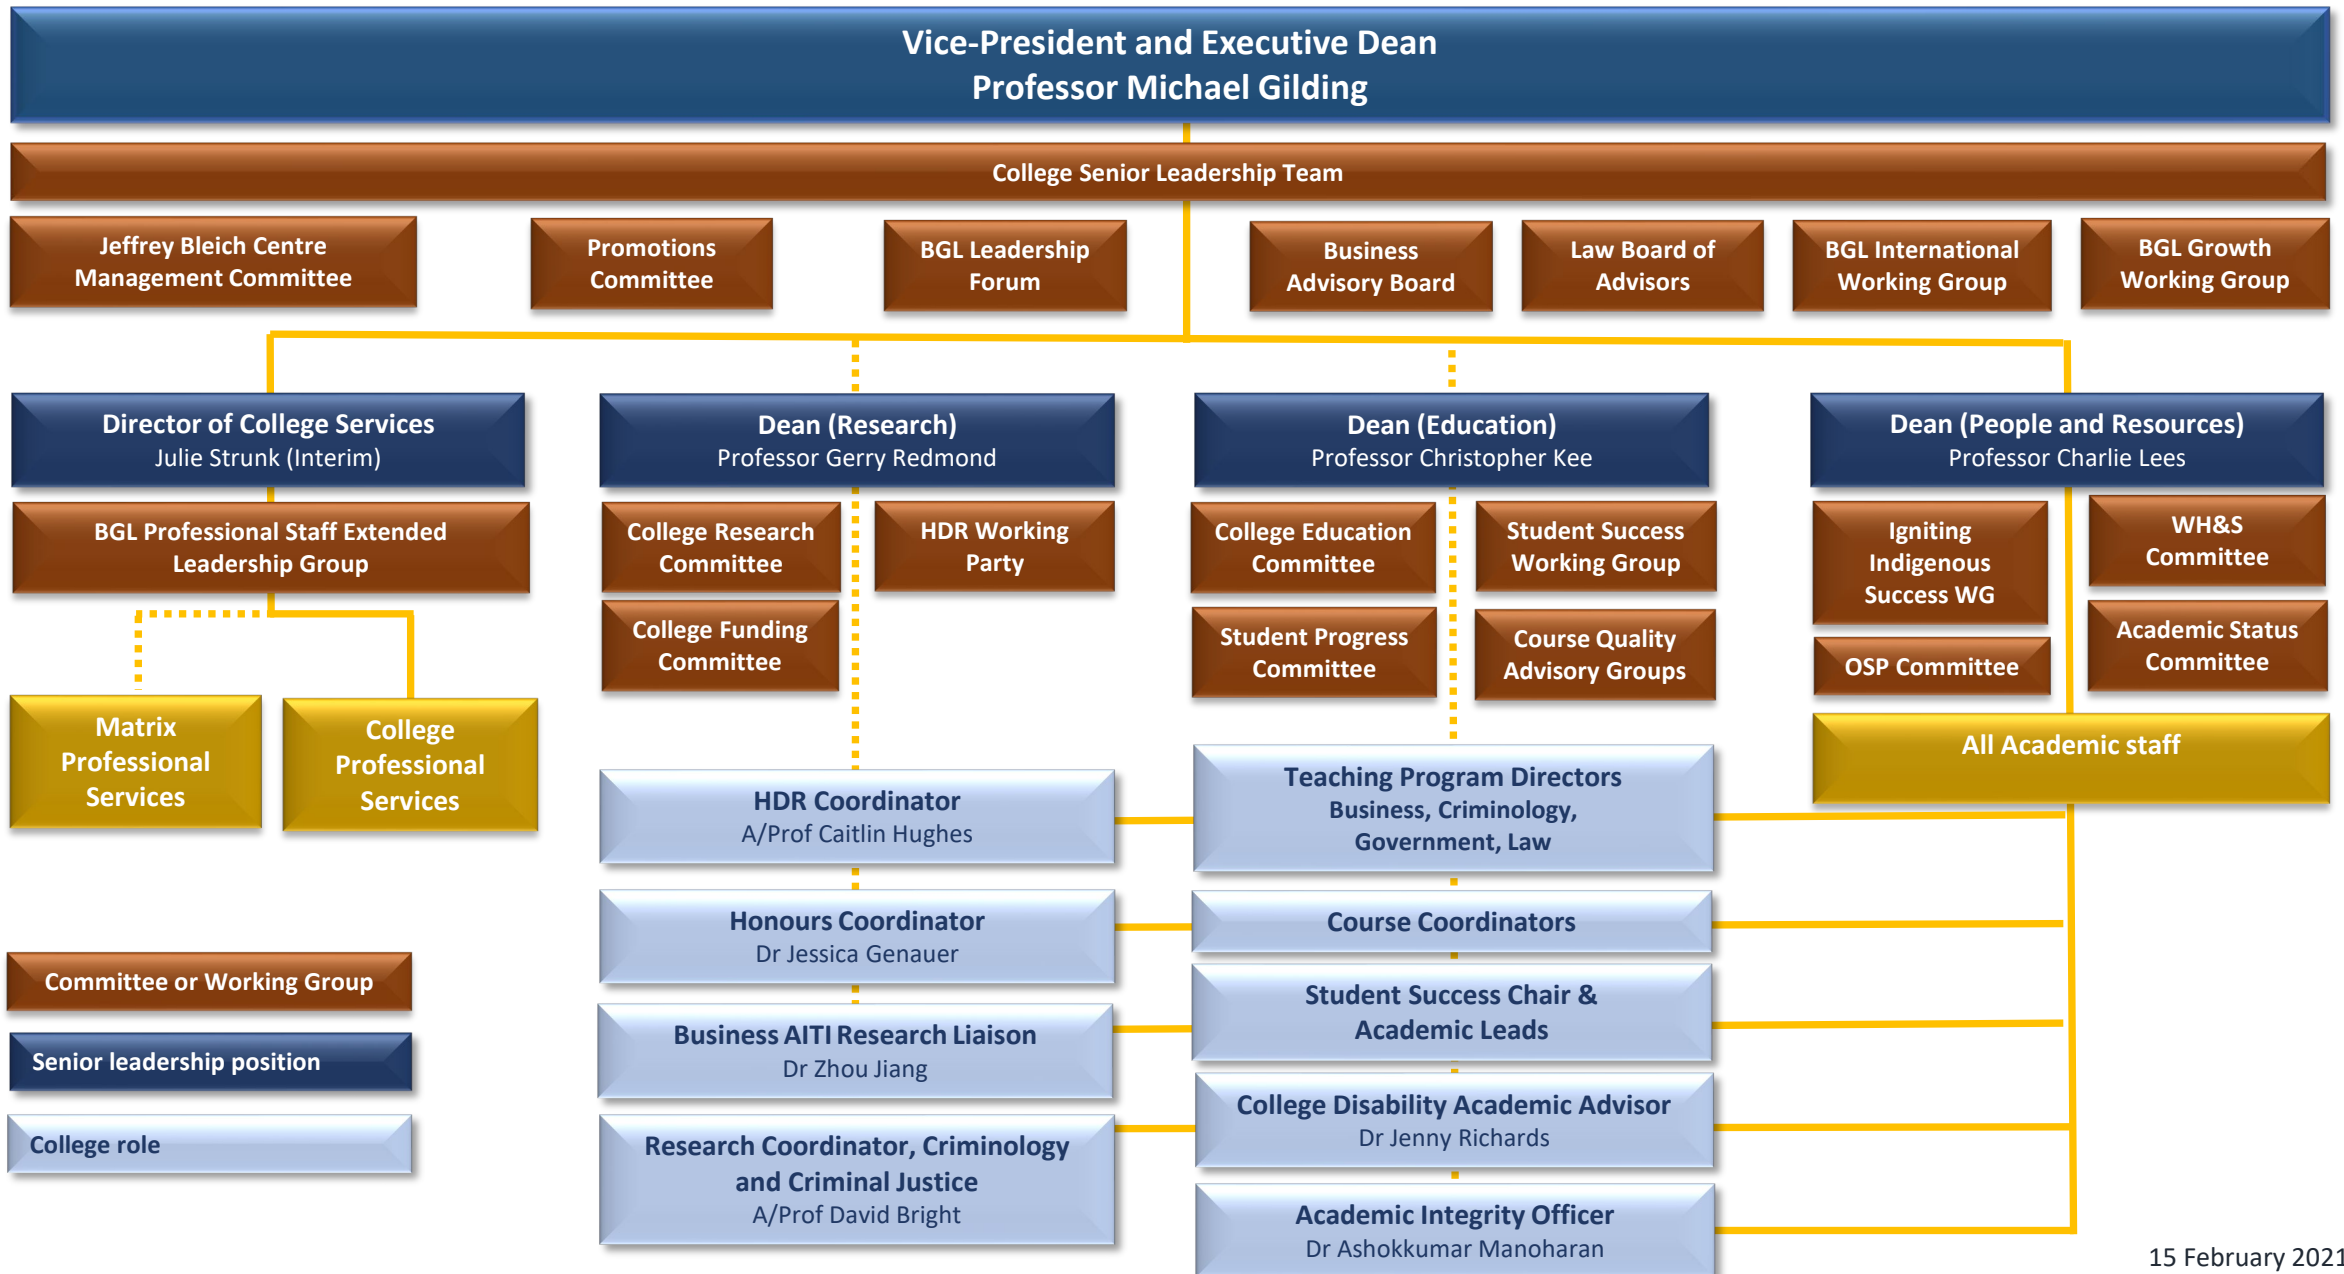 Vice-President and Executive Dean
Professor Michael Gilding
College Senior Leadership Team
Jeffrey Bleich Centre
Management Committee
Promotions
Committee
BGL Leadership
Forum
Business
Advisory Board
Law Board of
Advisors
BGL International
Working Group
BGL Growth
Working Group
Director of College Services
Julie Strunk (Interim)
Dean (Research)
Professor Gerry Redmond
Dean (Education)
Professor Christopher Kee
Dean (People and Resources)
Professor Charlie Lees
BGL Professional Staff Extended
Leadership Group
College Research
Committee
HDR Working
Party
College Funding
Committee
College Education
Committee
Student Success
Working Group
Student Progress
Committee
Course Quality
Advisory Groups
Igniting
Indigenous
Success WG
WH&S
Committee
OSP Committee
Academic Status
Committee
Matrix
Professional
Services
College
Professional
Services
All Academic staff
HDR Coordinator
A/Prof Caitlin Hughes
Teaching Program Directors
Business, Criminology,
Government, Law
Honours Coordinator
Dr Jessica Genauer
Course Coordinators
Business AITI Research Liaison
Dr Zhou Jiang
Student Success Chair &
Academic Leads
Research Coordinator, Criminology
and Criminal Justice
A/Prof David Bright
College Disability Academic Advisor
Dr Jenny Richards
Academic Integrity Officer
Dr Ashokkumar Manoharan
Committee or Working Group
Senior leadership position
College role
15 February 2021